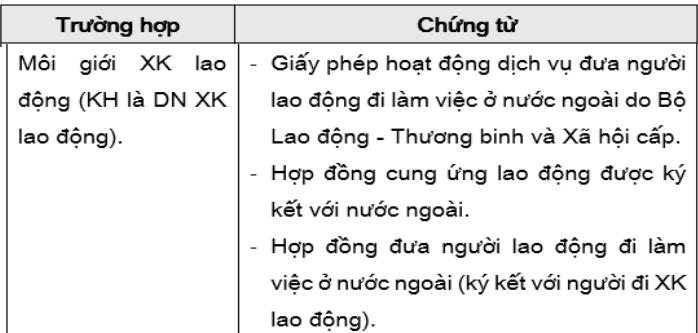 Trường hợp
Chứng từ
Môi giới XK lao
động (KH là DN XK
lao động).
- Giấy phép hoạt động dịch vụ đưa người
lao động đi làm việc ở nước ngoài do Bộ
Lao động - Thương binh và Xã hội cấp.
- Hợp đồng cung ứng lao động được ký
kết với nước ngoài.
- Hợp đồng đưa người lao động đi làm
việc ở nước ngoài (ký kết với người đi XK
lao động).